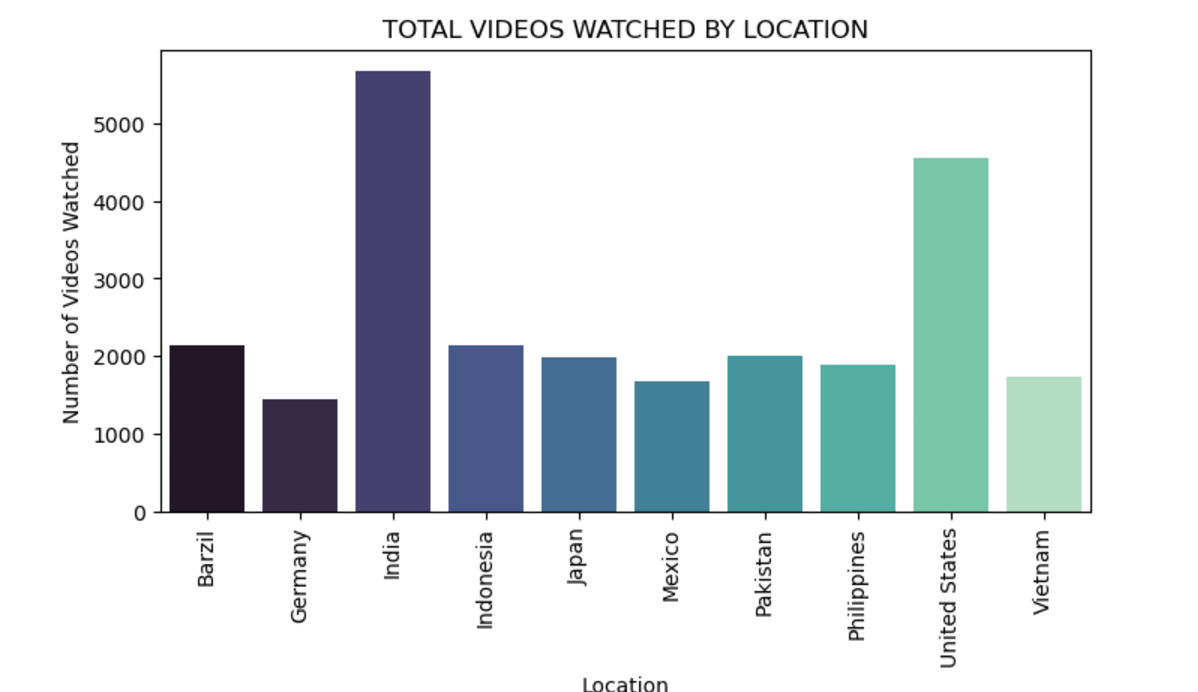 TOTAL VIDEOS WATCHED BY LOCATION
Number of Videos Watched
5000
4000
3000
2000
1000
0
Barzil
Germany
India
Indonesia
Japan
Mexico
Pakistan
Philippines
United States
Vietnam
Location